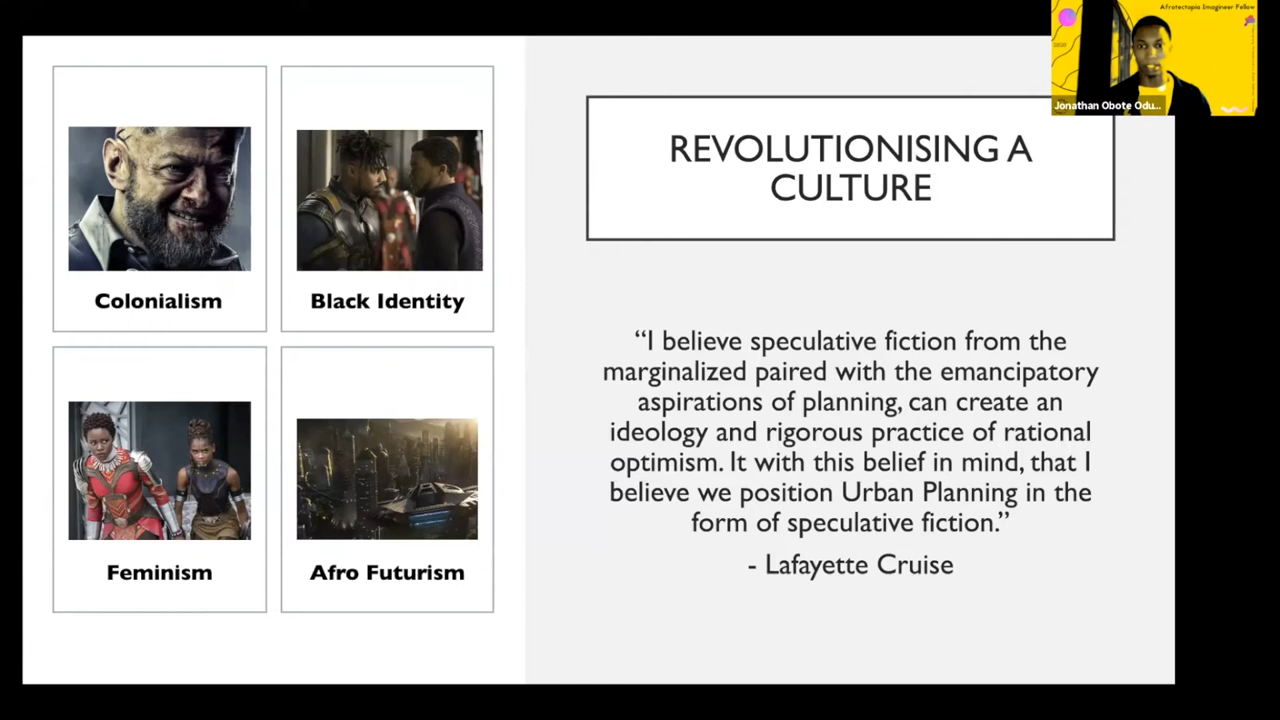 Afrotectopia Imagineer Fellow
2020
Jonathan Obote Odu...
REVOLUTIONISING A
CULTURE
Colonialism
Black Identity
Feminism
Afro Futurism
“I believe speculative fiction from the
marginalized paired with the emancipatory
aspirations of planning, can create an
ideology and rigorous practice of rational
optimism. It with this belief in mind, that I
believe we position Urban Planning in the
form of speculative fiction.”
- Lafayette Cruise